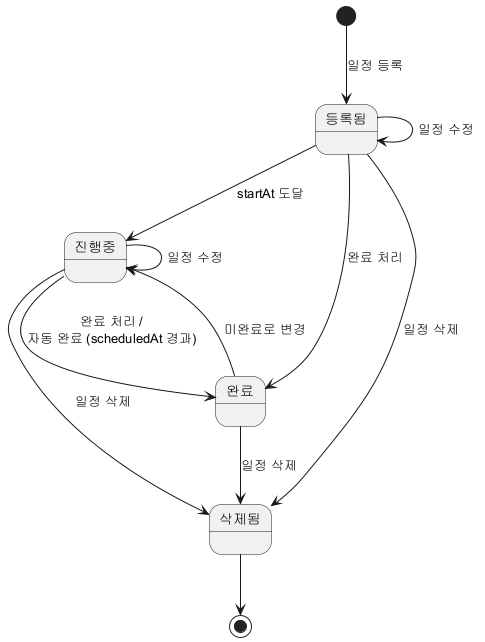 일정 등록
등록됨
일정 수정
startAt 도달
진행중
일정 수정
완료 처리
완료 처리 /
자동 완료 (scheduledAt 경과)
미완료로 변경
일정 삭제
완료
일정 삭제
일정 삭제
삭제됨